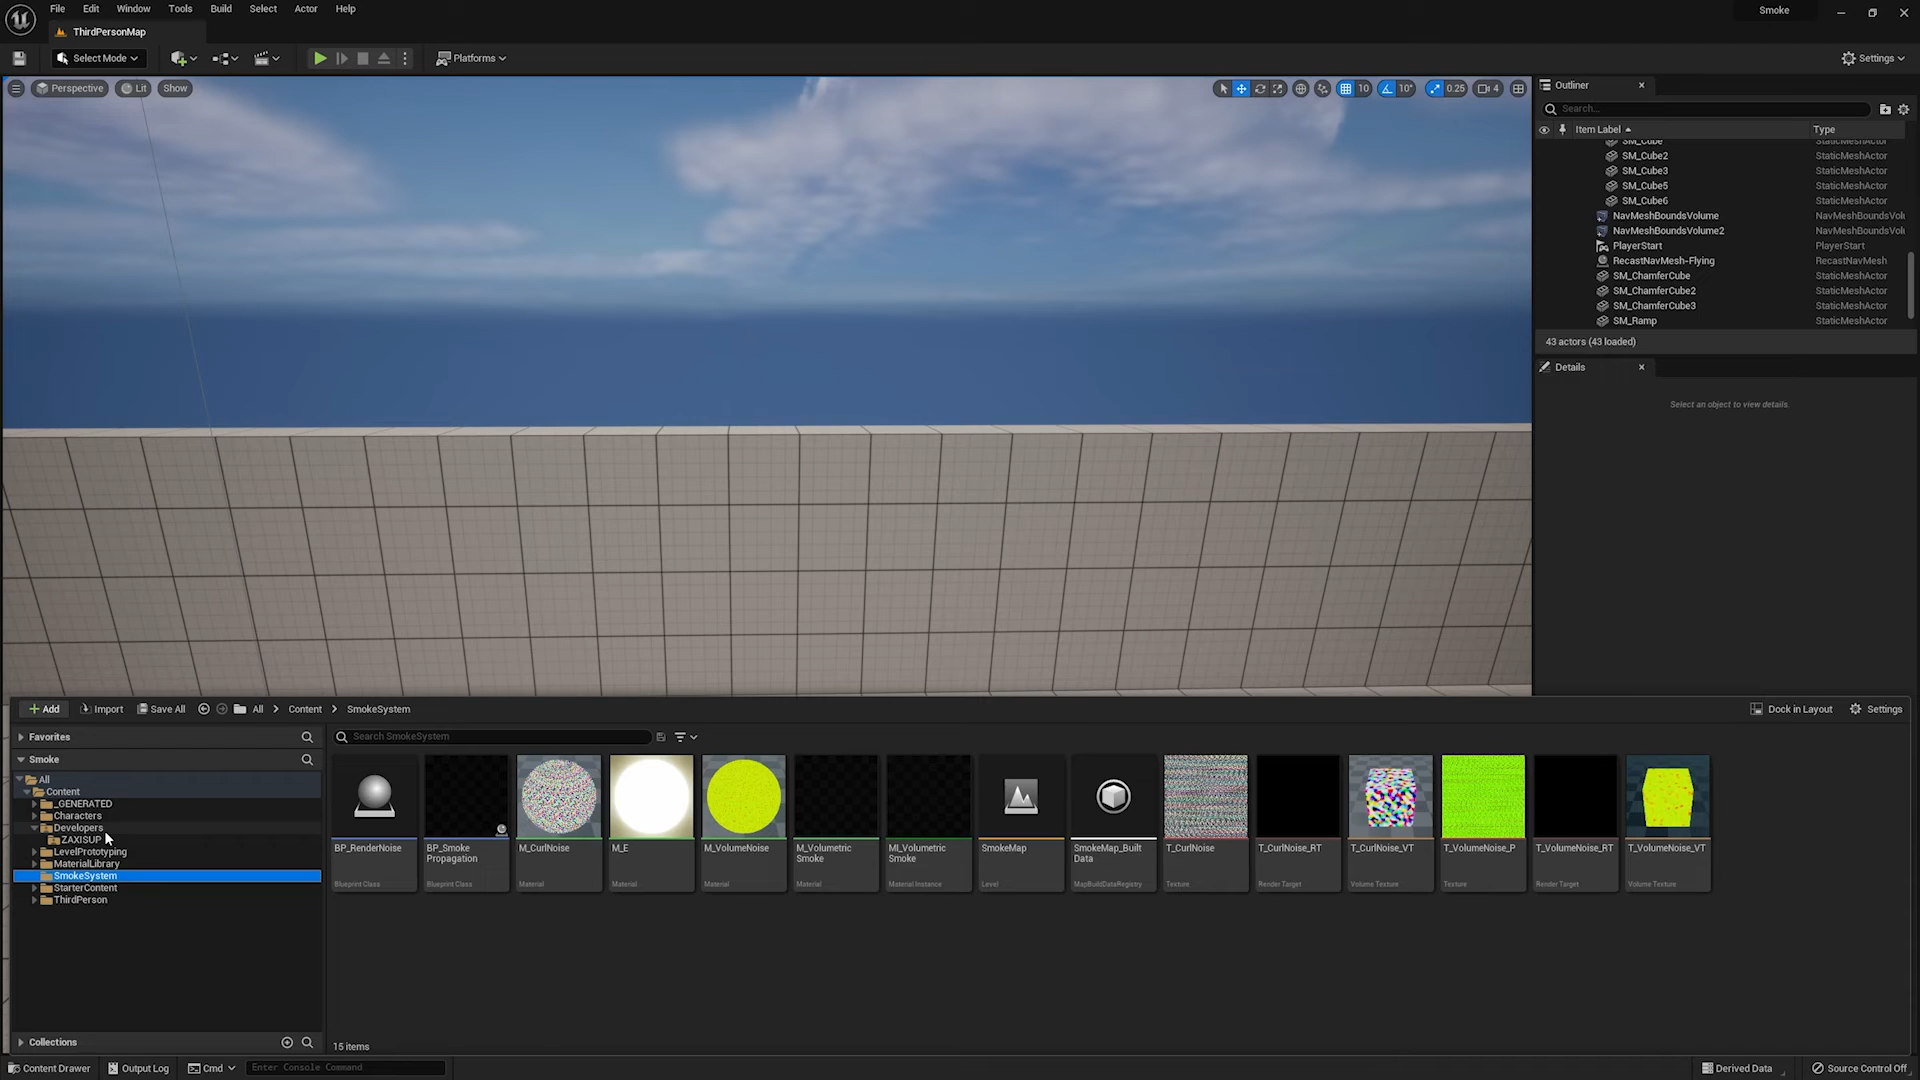 File Edit Window Tools Build Select Actor Help
Smoke
ThirdPersonMap
Select Mode
Platforms
Settings
Perspective Lit Show
10 10° 0.25 4
Outliner
Search...
Item Label Type
SM_Cube StaticMeshActor
SM_Cube2 StaticMeshActor
SM_Cube3 StaticMeshActor
SM_Cube5 StaticMeshActor
SM_Cube6 StaticMeshActor
NavMeshBoundsVolume NavMeshBoundsVolu
NavMeshBoundsVolume2 NavMeshBoundsVolu
PlayerStart PlayerStart
RecastNavMesh-Flying RecastNavMesh
SM_ChamferCube StaticMeshActor
SM_ChamferCube2 StaticMeshActor
SM_ChamferCube3 StaticMeshActor
SM_Ramp StaticMeshActor
43 actors (43 loaded)
Details
Select an object to view details.
Add Import Save All All Content SmokeSystem
Dock in Layout Settings
Favorites
Search SmokeSystem
Smoke
All
Content
_GENERATED
Characters
Developers
ZAXISUP
LevelPrototyping
MaterialLibrary
SmokeSystem
StarterContent
ThirdPerson
Collections
BP_RenderNoise
Blueprint Class
BP_Smoke
Propagation
Blueprint Class
M_CurlNoise
Material
M_E
Material
M_VolumeNoise
Material
M_Volumetric
Smoke
Material
MI_Volumetric
Smoke
Material Instance
SmokeMap
Level
SmokeMap_Built
Data
MapBuildDataRegistry
T_CurlNoise
Texture
T_CurlNoise_RT
Render Target
T_CurlNoise_VT
Volume Texture
T_VolumeNoise_P
Texture
T_VolumeNoise_RT
Render Target
T_VolumeNoise_VT
Volume Texture
15 items
Content Drawer Output Log Cmd Enter Console Command
Derived Data Source Control Off